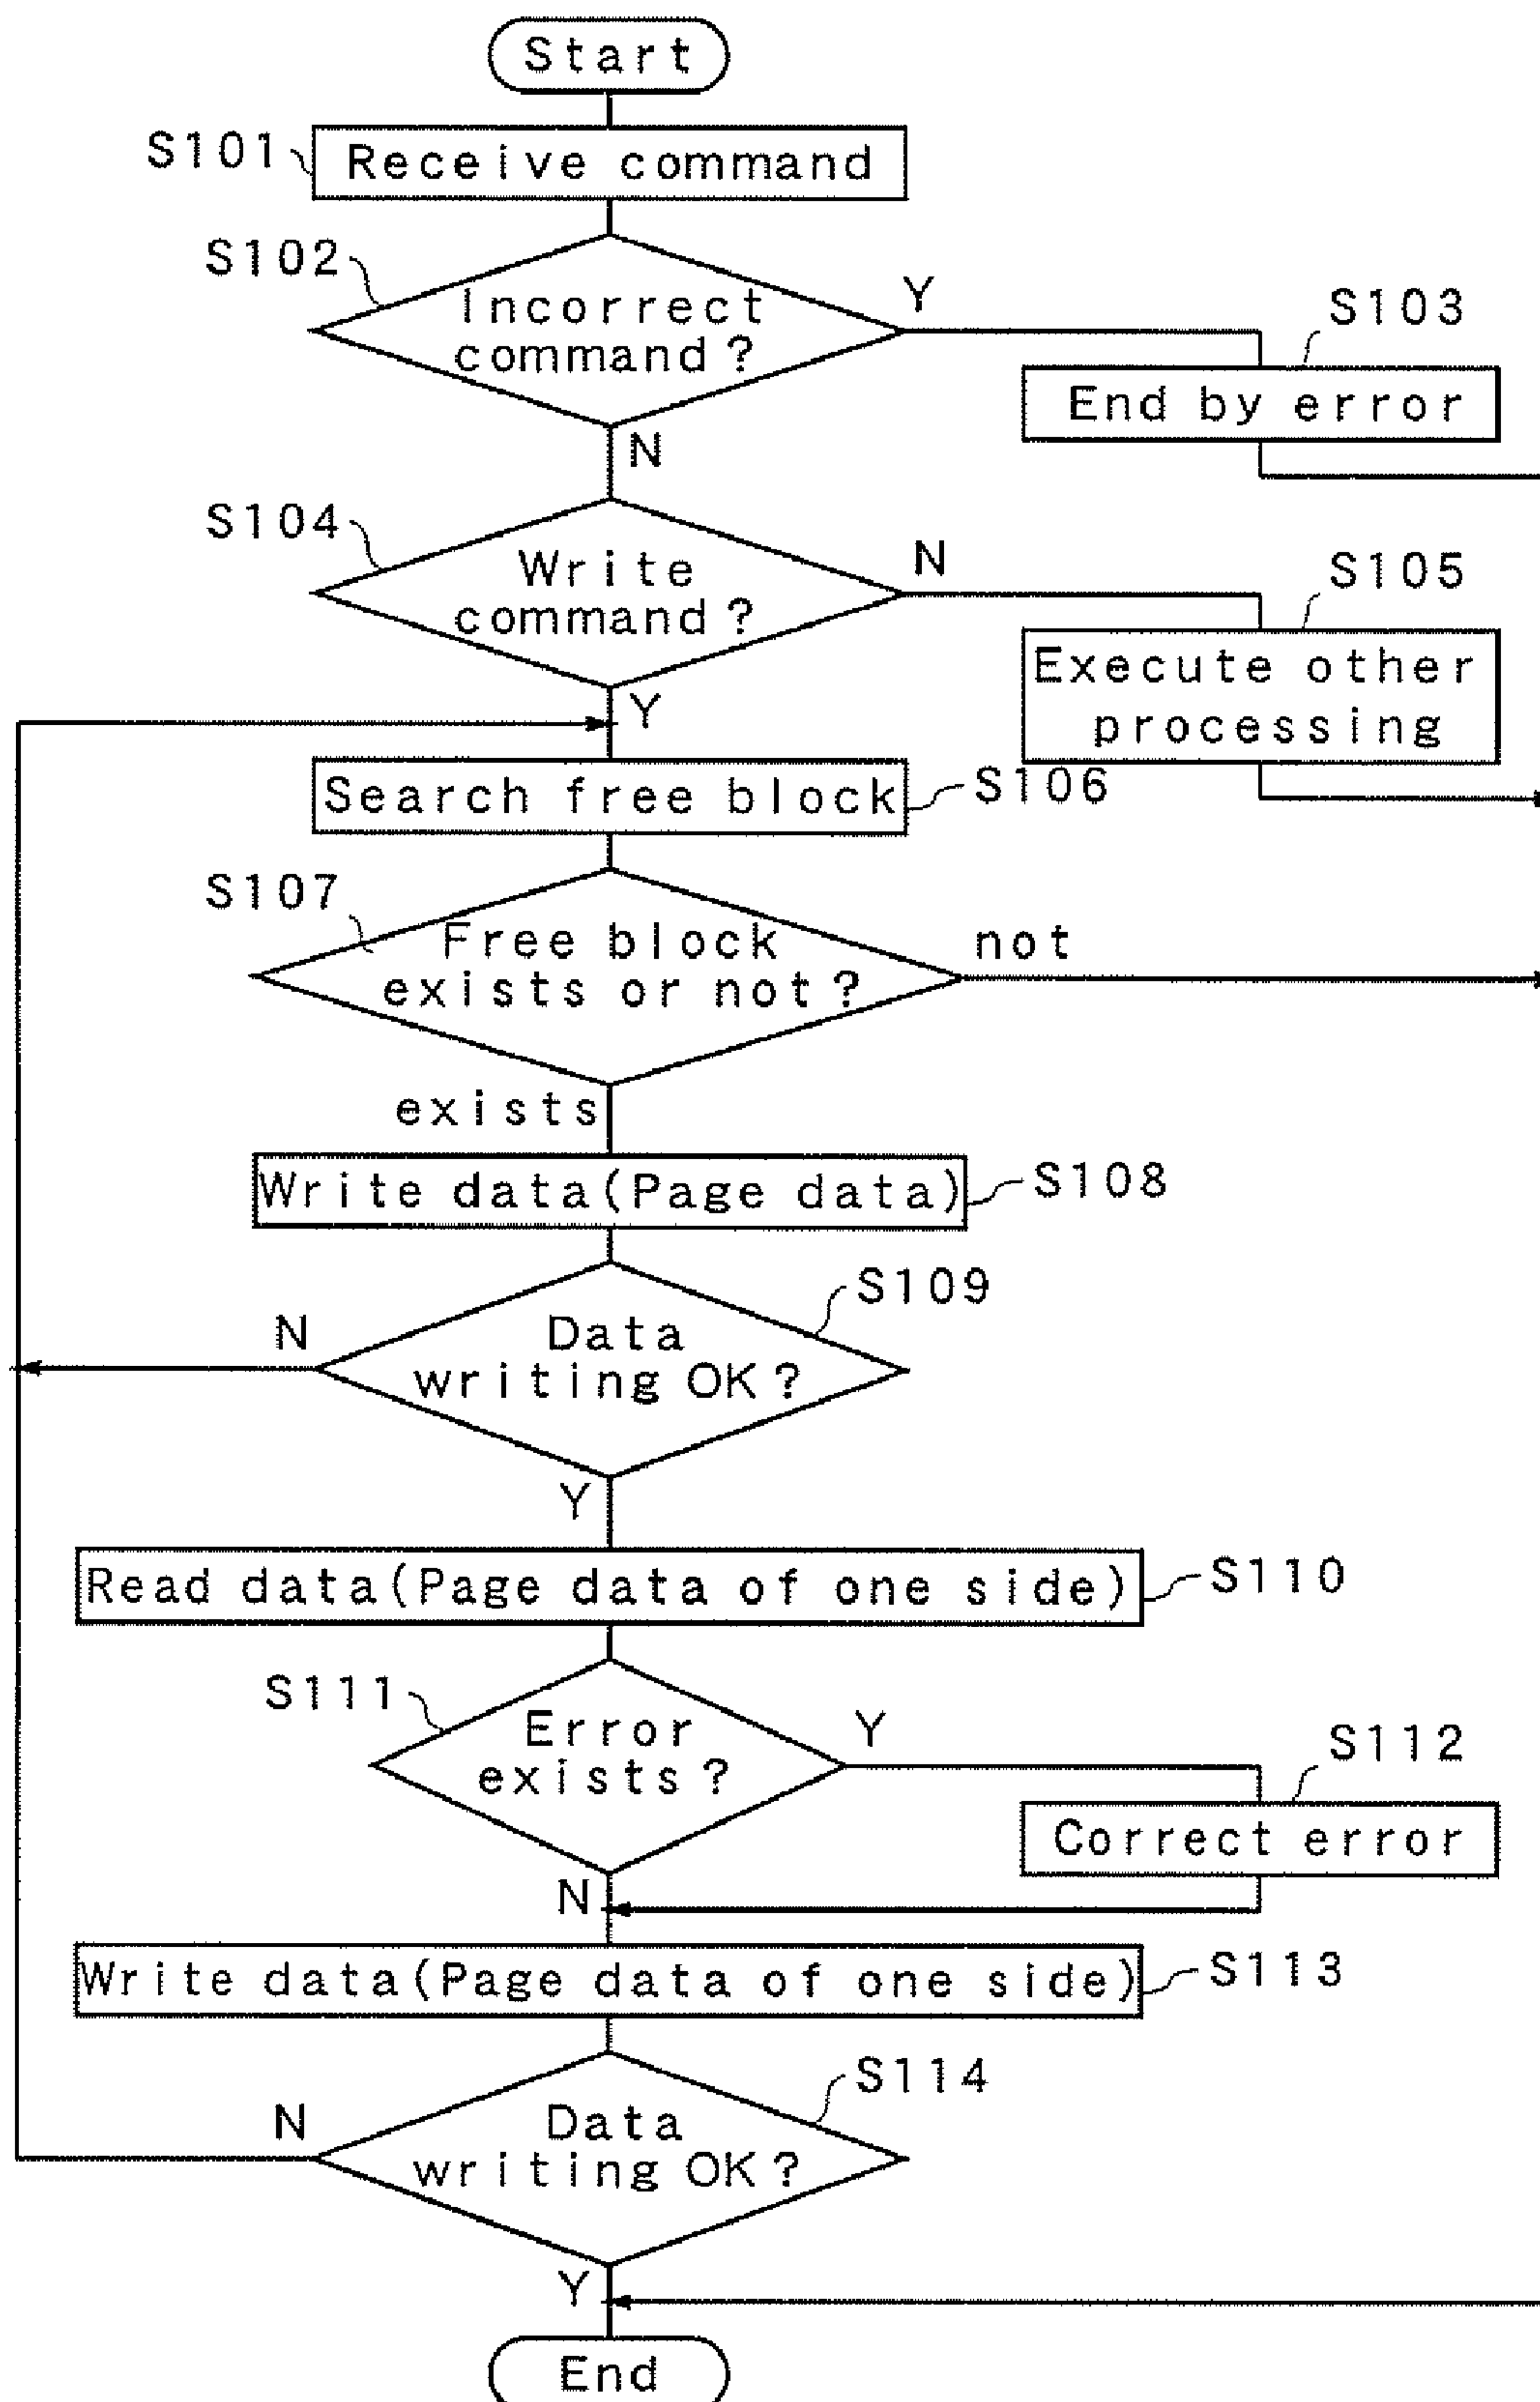 Start
S101
Receive command
S102
Incorrect
command?
Y
S103
End by error
N
S104
Write
command?
N
S105
Execute other
processing
Y
Search free block
S106
S107
Free block
exists or not?
not
exists
Write data(Page data)
S108
S109
N
Data
writing OK?
Y
Read data(Page data of one side)
S110
S111
Error
exists?
Y
S112
Correct error
N
Write data(Page data of one side)
S113
S114
N
Data
writing OK?
Y
End